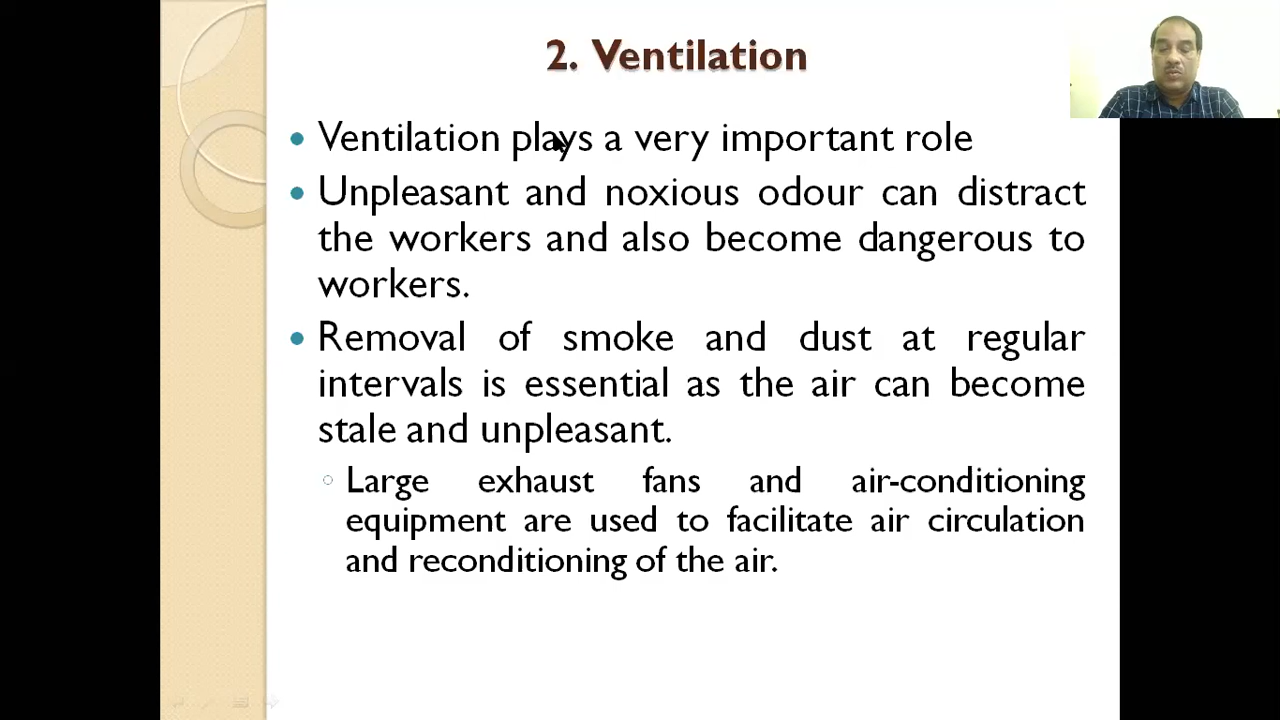 2. Ventilation
Ventilation plays a very important role
Unpleasant and noxious odour can distract
the workers and also become dangerous to
workers.
Removal of smoke and dust at regular
intervals is essential as the air can become
stale and unpleasant.
Large exhaust fans and air-conditioning
equipment are used to facilitate air circulation
and reconditioning of the air.